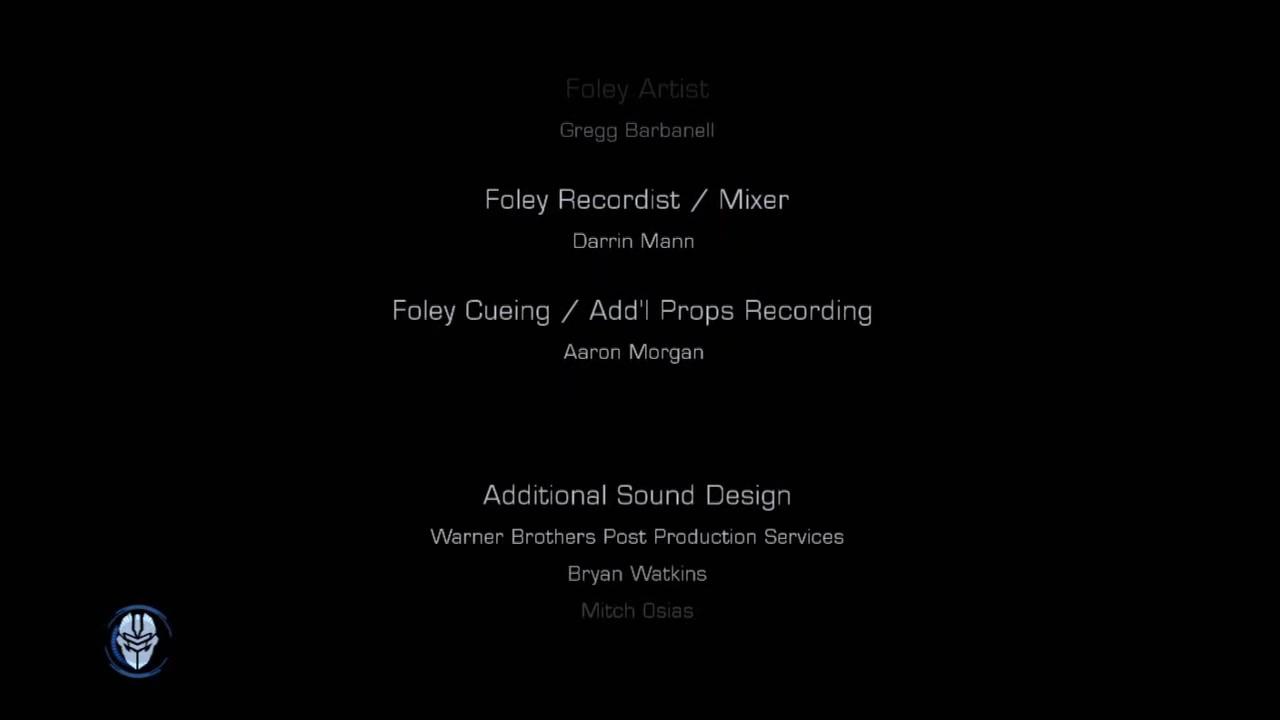 Foley Artist
Gregg Barbanell
Foley Recordist / Mixer
Darrin Mann
Foley Cueing / Add'l Props Recording
Aaron Morgan
Additional Sound Design
Warner Brothers Post Production Services
Bryan Watkins
Mitch Osias